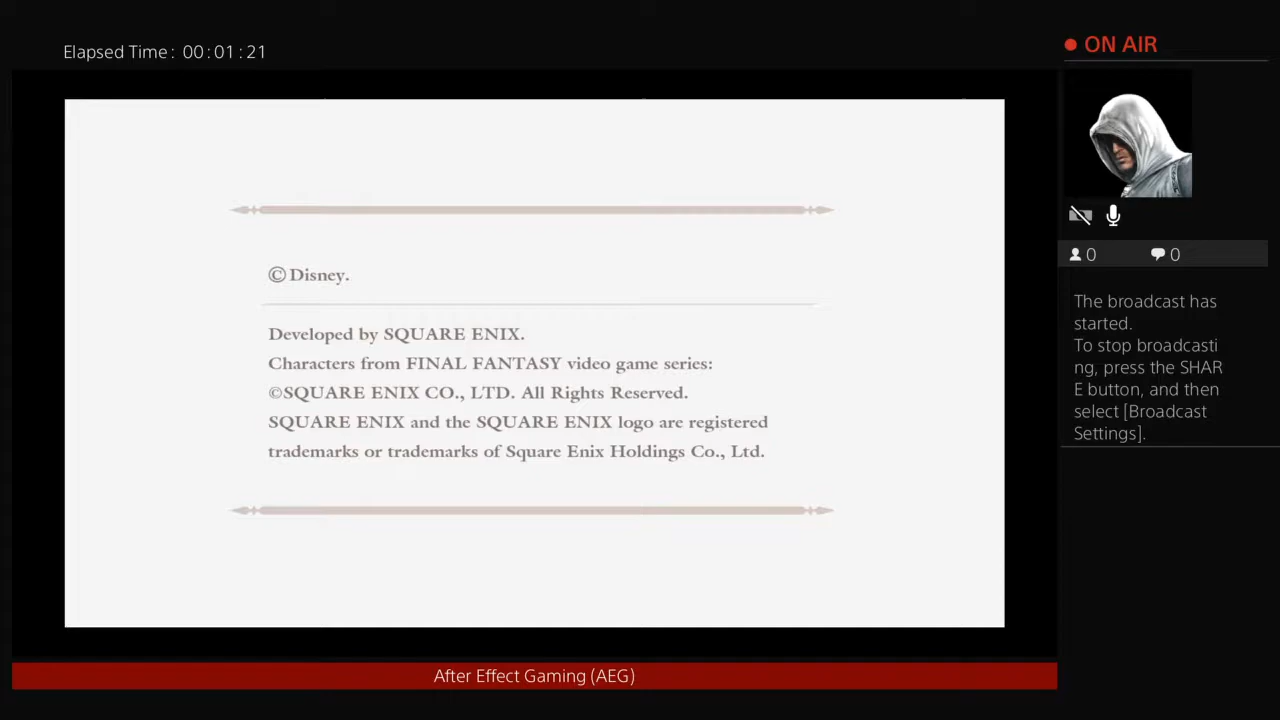 Elapsed Time: 00:01:21
ON AIR
© Disney.
Developed by SQUARE ENIX.
Characters from FINAL FANTASY video game series:
©SQUARE ENIX CO., LTD. All Rights Reserved.
SQUARE ENIX and the SQUARE ENIX logo are registered
trademarks or trademarks of Square Enix Holdings Co., Ltd.
0 0
The broadcast has
started.
To stop broadcasti
ng, press the SHAR
E button, and then
select [Broadcast
Settings].
After Effect Gaming (AEG)